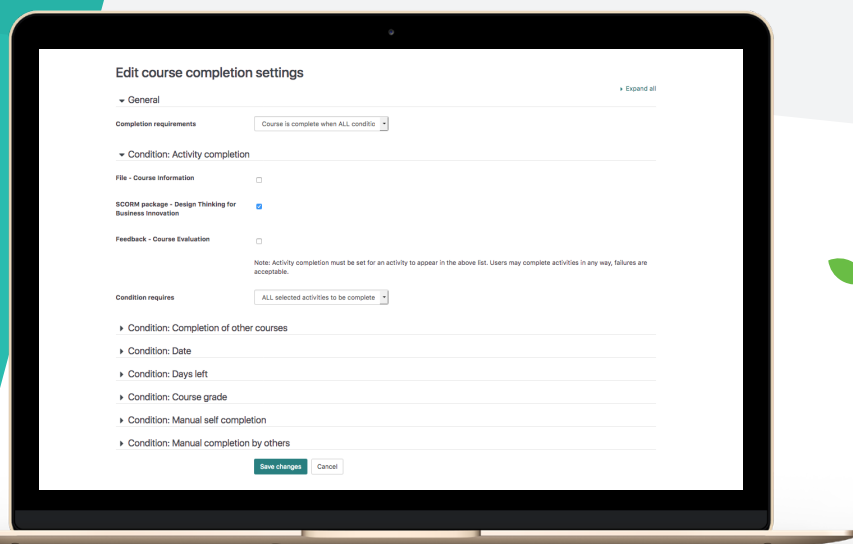 Edit course completion settings
Expand all
General
Completion requirements
Course is complete when ALL conditic
Condition: Activity completion
File - Course Information
SCORM package - Design Thinking for
Business Innovation
Feedback - Course Evaluation
Note: Activity completion must be set for an activity to appear in the above list. Users may complete activities in any way, failures are
acceptable.
Condition requires
ALL selected activities to be complete
Condition: Completion of other courses
Condition: Date
Condition: Days left
Condition: Course grade
Condition: Manual self completion
Condition: Manual completion by others
Save changes
Cancel